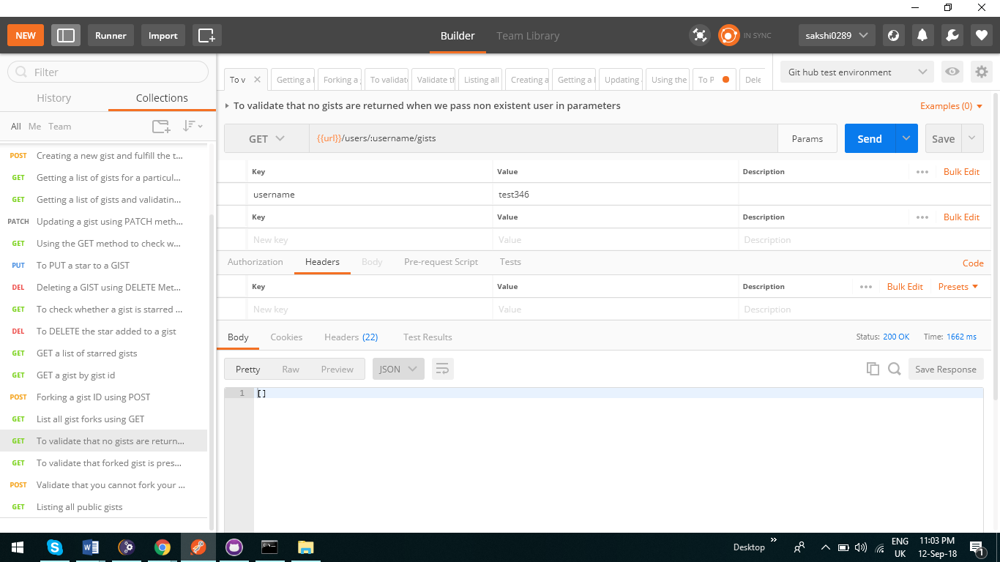 NEW Runner Import Builder Team Library IN SYNC sakshi0289
Filter
History Collections
All Me Team
POST Creating a new gist and fulfill the t...
GET Getting a list of gists for a particul...
GET Getting a list of gists and validatin...
PATCH Updating a gist using PATCH meth...
GET Using the GET method to check w...
PUT To PUT a star to a GIST
DEL Deleting a GIST using DELETE Met...
GET To check whether a gist is starred ...
DEL To DELETE the star added to a gist
GET GET a list of starred gists
GET GET a gist by gist id
POST Forking a gist ID using POST
GET List all gist forks using GET
GET To validate that no gists are return...
GET To validate that forked gist is pres...
POST Validate that you cannot fork your ...
GET Listing all public gists
To v Getting a l Forking a To validat Validate th Listing all Creating a Getting a l Updating Using the To P Dele
Git hub test environment
To validate that no gists are returned when we pass non existent user in parameters
Examples (0)
GET {{url}}/users/:username/gists Params Send Save
Key Value Description ••• Bulk Edit
username test346
Key Value Description ••• Bulk Edit
New key Value Description
Authorization Headers Body Pre-request Script Tests Code
Key Value Description ••• Bulk Edit Presets
New key Value Description
Body Cookies Headers (22) Test Results Status: 200 OK Time: 1662 ms
Pretty Raw Preview JSON Save Response
1 []
Desktop » ENG 11:03 PM
UK 12-Sep-18 1